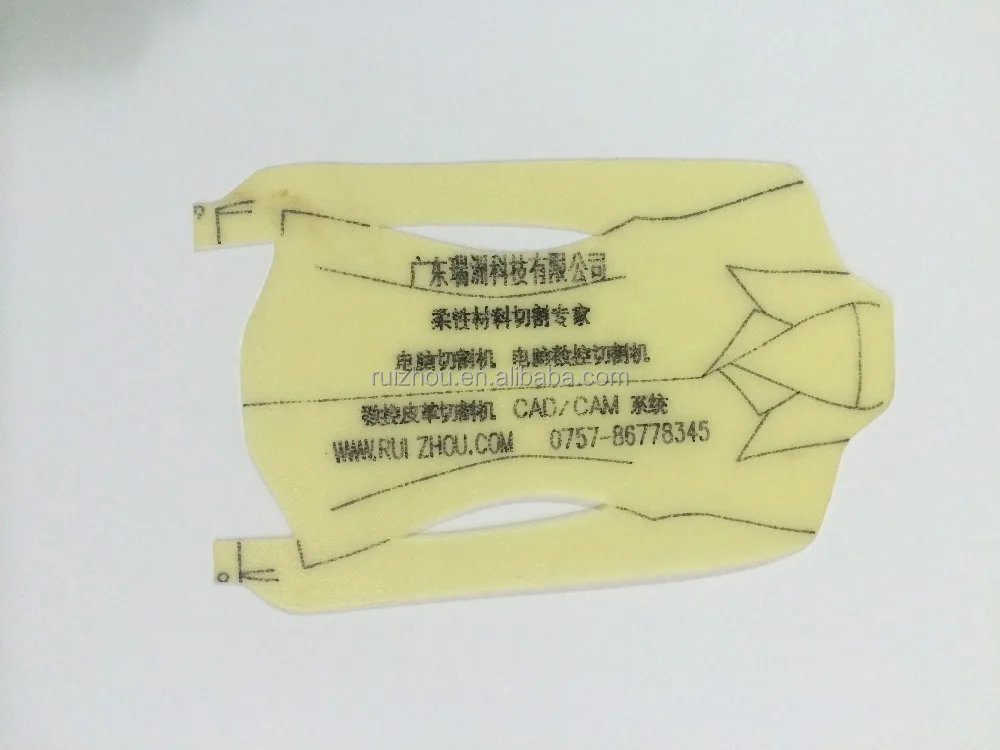 广东瑞洲科技有限公司
柔性材料切割专家
电脑切割机 电脑数控切割机
ruizhou.en.alibaba.com
数控皮革切割机 CAD/CAM 系统
WWW.RUIZHOU.COM 0757-86778345